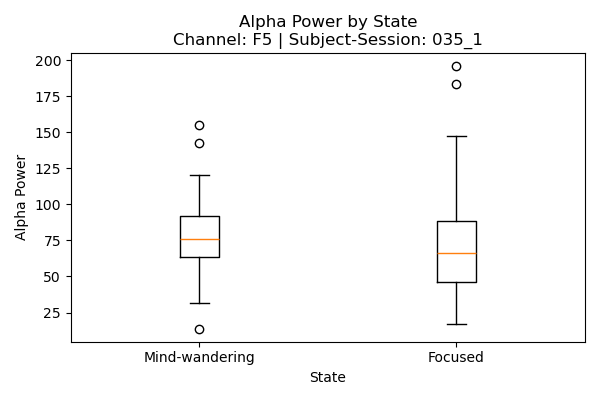 Alpha Power by State
Channel: F5 | Subject-Session: 035_1
200
175
150
125
100
75
50
25
Alpha Power
Mind-wandering
Focused
State